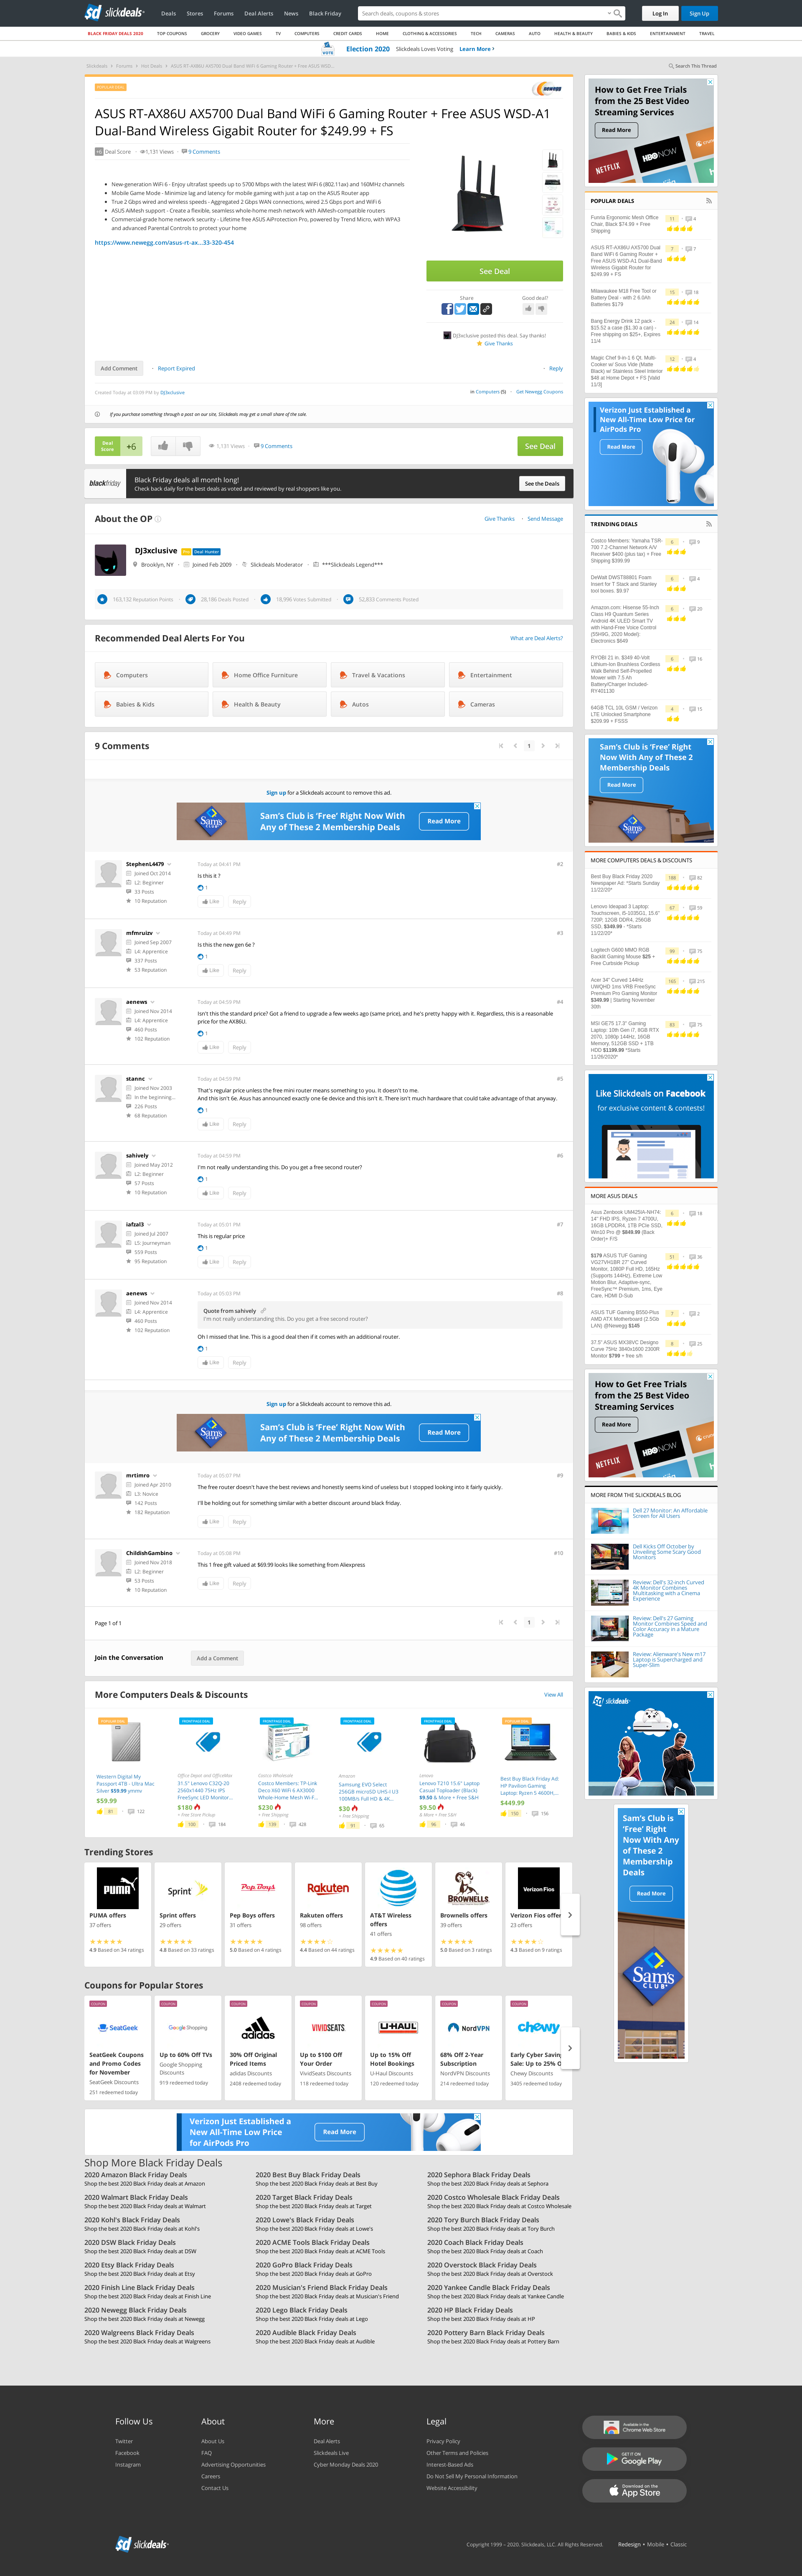 slickdeals
Deals Stores Forums Deal Alerts News Black Friday
Search deals, coupons & stores
Log In Sign Up
BLACK FRIDAY DEALS 2020 TOP COUPONS GROCERY VIDEO GAMES TV COMPUTERS CREDIT CARDS HOME CLOTHING & ACCESSORIES TECH CAMERAS AUTO HEALTH & BEAUTY BABIES & KIDS ENTERTAINMENT TRAVEL
VOTE Election 2020 Slickdeals Loves Voting Learn More
Slickdeals Forums Hot Deals ASUS RT-AX86U AX5700 Dual Band WiFi 6 Gaming Router + Free ASUS WSD...
Search This Thread
POPULAR DEAL
newegg
ASUS RT-AX86U AX5700 Dual Band WiFi 6 Gaming Router + Free ASUS WSD-A1
Dual-Band Wireless Gigabit Router for $249.99 + FS
+6 Deal Score 1,131 Views 9 Comments
New-generation WiFi 6 - Enjoy ultrafast speeds up to 5700 Mbps with the latest WiFi 6 (802.11ax) and 160MHz channels
Mobile Game Mode - Minimize lag and latency for mobile gaming with just a tap on the ASUS Router app
True 2 Gbps wired and wireless speeds - Aggregated 2 Gbps WAN connections, wired 2.5 Gbps port and WiFi 6
ASUS AiMesh support - Create a flexible, seamless whole-home mesh network with AiMesh-compatible routers
Commercial-grade home network security - Lifetime free ASUS AiProtection Pro, powered by Trend Micro, with WPA3
and advanced Parental Controls to protect your home
https://www.newegg.com/asus-rt-ax...33-320-454
See Deal
Share Good deal?
DJ3xclusive posted this deal. Say thanks!
Give Thanks
Add Comment Report Expired Reply
Created Today at 03:09 PM by DJ3xclusive
in Computers (5) Get Newegg Coupons
If you purchase something through a post on our site, Slickdeals may get a small share of the sale.
Deal
Score
+6
1,131 Views 9 Comments
See Deal
blackfriday
Black Friday deals all month long!
Check back daily for the best deals as voted and reviewed by real shoppers like you.
See the Deals
About the OP
Give Thanks Send Message
DJ3xclusive Pro Deal Hunter
Brooklyn, NY Joined Feb 2009 Slickdeals Moderator ***Slickdeals Legend***
163,132 Reputation Points 28,186 Deals Posted 18,996 Votes Submitted 52,833 Comments Posted
Recommended Deal Alerts For You
What are Deal Alerts?
Computers Home Office Furniture Travel & Vacations Entertainment
Babies & Kids Health & Beauty Autos Cameras
9 Comments
1
Sign up for a Slickdeals account to remove this ad.
Sam's Club is 'Free' Right Now With
Any of These 2 Membership Deals
Read More
StephenL4479
Joined Oct 2014
L2: Beginner
33 Posts
10 Reputation
Today at 04:41 PM
#2
Is this it ?
1
Like Reply
mfmruizv
Joined Sep 2007
L4: Apprentice
337 Posts
53 Reputation
Today at 04:49 PM
#3
Is this the new gen 6e ?
1
Like Reply
aenews
Joined Nov 2014
L4: Apprentice
460 Posts
102 Reputation
Today at 04:59 PM
#4
Isn't this the standard price? Got a friend to upgrade a few weeks ago (same price), and he's pretty happy with it. Regardless, this is a reasonable
price for the AX86U.
1
Like Reply
stannc
Joined Nov 2003
In the beginning...
226 Posts
68 Reputation
Today at 04:59 PM
#5
That's regular price unless the free mini router means something to you. It doesn't to me.
And this isn't 6e. Asus has announced exactly one 6e device and this isn't it. There isn't much hardware that could take advantage of that anyway.
1
Like Reply
sahively
Joined May 2012
L2: Beginner
57 Posts
10 Reputation
Today at 04:59 PM
#6
I'm not really understanding this. Do you get a free second router?
1
Like Reply
iafzal3
Joined Jul 2007
L5: Journeyman
559 Posts
95 Reputation
Today at 05:01 PM
#7
This is regular price
1
Like Reply
aenews
Joined Nov 2014
L4: Apprentice
460 Posts
102 Reputation
Today at 05:03 PM
#8
Quote from sahively
I'm not really understanding this. Do you get a free second router?
Oh I missed that line. This is a good deal then if it comes with an additional router.
1
Like Reply
Sign up for a Slickdeals account to remove this ad.
Sam's Club is 'Free' Right Now With
Any of These 2 Membership Deals
Read More
mrtimro
Joined Apr 2010
L3: Novice
142 Posts
182 Reputation
Today at 05:07 PM
#9
The free router doesn't have the best reviews and honestly seems kind of useless but I stopped looking into it fairly quickly.
I'll be holding out for something similar with a better discount around black friday.
Like Reply
ChildishGambino
Joined Nov 2018
L2: Beginner
53 Posts
10 Reputation
Today at 05:08 PM
#10
This 1 free gift valued at $69.99 looks like something from Aliexpress
Like Reply
Page 1 of 1
1
Join the Conversation Add a Comment
More Computers Deals & Discounts
View All
Western Digital My
Passport 4TB - Ultra Mac
Silver $59.99 ymmv
$59.99
81 122
Office Depot and OfficeMax
31.5" Lenovo C32Q-20
2560x1440 75Hz IPS
FreeSync LED Monitor...
$180
+ Free Store Pickup
100 184
Costco Wholesale
Costco Members: TP-Link
Deco X60 WiFi 6 AX3000
Whole-Home Mesh Wi-F...
$230
+ Free Shipping
139 428
Amazon
Samsung EVO Select
256GB microSD UHS-I U3
100MB/s Full HD & 4K...
$30
+ Free Shipping
91 65
Lenovo
Lenovo T210 15.6" Laptop
Casual Toploader (Black)
$9.50 & More + Free S&H
$9.50
& More + Free S&H
96 46
Best Buy Black Friday Ad:
HP Pavilion Gaming
Laptop: Ryzen 5 4600H,...
$449.99
100 156
Trending Stores
PUMA offers
37 offers
4.9 Based on 34 ratings
Sprint offers
29 offers
4.8 Based on 33 ratings
Pep Boys offers
31 offers
5.0 Based on 4 ratings
Rakuten offers
98 offers
4.4 Based on 44 ratings
AT&T Wireless
offers
41 offers
4.9 Based on 40 ratings
Brownells offers
39 offers
5.0 Based on 3 ratings
Verizon Fios offer
23 offers
4.3 Based on 9 ratings
Coupons for Popular Stores
SeatGeek Coupons
and Promo Codes
for November
SeatGeek Discounts
251 redeemed today
Up to 60% Off TVs
Google Shopping
Discounts
919 redeemed today
30% Off Original
Priced Items
adidas Discounts
2408 redeemed today
Up to $100 Off
Your Order
VividSeats Discounts
118 redeemed today
Up to 15% Off
Hotel Bookings
U-Haul Discounts
120 redeemed today
68% Off 2-Year
Subscription
NordVPN Discounts
214 redeemed today
Early Cyber Saving
Sale: Up to 25% O
Chewy Discounts
3405 redeemed today
Verizon Just Established a
New All-Time Low Price
for AirPods Pro
Read More
Shop More Black Friday Deals
2020 Amazon Black Friday Deals
Shop the best 2020 Black Friday deals at Amazon
2020 Best Buy Black Friday Deals
Shop the best 2020 Black Friday deals at Best Buy
2020 Sephora Black Friday Deals
Shop the best 2020 Black Friday deals at Sephora
2020 Walmart Black Friday Deals
Shop the best 2020 Black Friday deals at Walmart
2020 Target Black Friday Deals
Shop the best 2020 Black Friday deals at Target
2020 Costco Wholesale Black Friday Deals
Shop the best 2020 Black Friday deals at Costco Wholesale
2020 Kohl's Black Friday Deals
Shop the best 2020 Black Friday deals at Kohl's
2020 Lowe's Black Friday Deals
Shop the best 2020 Black Friday deals at Lowe's
2020 Tory Burch Black Friday Deals
Shop the best 2020 Black Friday deals at Tory Burch
2020 DSW Black Friday Deals
Shop the best 2020 Black Friday deals at DSW
2020 ACME Tools Black Friday Deals
Shop the best 2020 Black Friday deals at ACME Tools
2020 Coach Black Friday Deals
Shop the best 2020 Black Friday deals at Coach
2020 Etsy Black Friday Deals
Shop the best 2020 Black Friday deals at Etsy
2020 GoPro Black Friday Deals
Shop the best 2020 Black Friday deals at GoPro
2020 Overstock Black Friday Deals
Shop the best 2020 Black Friday deals at Overstock
2020 Finish Line Black Friday Deals
Shop the best 2020 Black Friday deals at Finish Line
2020 Musician's Friend Black Friday Deals
Shop the best 2020 Black Friday deals at Musician's Friend
2020 Yankee Candle Black Friday Deals
Shop the best 2020 Black Friday deals at Yankee Candle
2020 Newegg Black Friday Deals
Shop the best 2020 Black Friday deals at Newegg
2020 Lego Black Friday Deals
Shop the best 2020 Black Friday deals at Lego
2020 HP Black Friday Deals
Shop the best 2020 Black Friday deals at HP
2020 Walgreens Black Friday Deals
Shop the best 2020 Black Friday deals at Walgreens
2020 Audible Black Friday Deals
Shop the best 2020 Black Friday deals at Audible
2020 Pottery Barn Black Friday Deals
Shop the best 2020 Black Friday deals at Pottery Barn
How to Get Free Trials
from the 25 Best Video
Streaming Services
Read More
NETFLIX HBONOW
POPULAR DEALS
Furnita Ergonomic Mesh Office
Chair, Black $74.99 + Free
Shipping
11 4
ASUS RT-AX86U AX5700 Dual
Band WiFi 6 Gaming Router +
Free ASUS WSD-A1 Dual-Band
Wireless Gigabit Router for
$249.99 + FS
7 7
Milawaukee M18 Free Tool or
Battery Deal - with 2 6.0Ah
Batteries $179
15 18
Bang Energy Drink 12 pack -
$15.52 a case ($1.30 a can) -
Free shipping on $25+. Expires
11/4
24 14
Magic Chef 9-in-1 6 Qt. Multi-
Cooker w/ Sous Vide (Matte
Black) w/ Stainless Steel Interior
$48 at Home Depot + FS [Valid
11/3]
12 4
Verizon Just Established a
New All-Time Low Price for
AirPods Pro
Read More
TRENDING DEALS
Costco Members: Yamaha TSR-
700 7.2-Channel Network A/V
Receiver $400 (plus tax) + Free
Shipping $399.99
6 9
DeWalt DWST88801 Foam
Insert for T Stack and Stanley
tool boxes. $9.97
6 4
Amazon.com: Hisense 55-Inch
Class H9 Quantum Series
Android 4K ULED Smart TV
with Hand-Free Voice Control
(55H9G, 2020 Model):
Electronics $649
6 20
RYOBI 21 in. $349 40-Volt
Lithium-Ion Brushless Cordless
Walk Behind Self-Propelled
Mower with 7.5 Ah
Battery/Charger Included-
RY401130
6 16
64GB TCL 10L GSM / Verizon
LTE Unlocked Smartphone
$209.99 + FSSS
4 15
Sam's Club is 'Free' Right
Now With Any of These 2
Membership Deals
Read More
MORE COMPUTERS DEALS & DISCOUNTS
Best Buy Black Friday 2020
Newspaper Ad: *Starts Sunday
11/22/20*
188 82
Lenovo Ideapad 3 Laptop:
Touchscreen, i5-1035G1, 15.6"
720P, 12GB DDR4, 256GB
SSD, $349.99 - *Starts
11/22/20*
67 59
Logitech G600 MMO RGB
Backlit Gaming Mouse $25 +
Free Curbside Pickup
99 70
Acer 34" Curved 144Hz
UWQHD 1ms VRB FreeSync
Premium Pro Gaming Monitor
$349.99 | Starting November
30th
165 215
MSI GE75 17.3" Gaming
Laptop: 10th Gen i7, 8GB RTX
2070, 1080p 144Hz, 16GB
Memory, 512GB SSD + 1TB
HDD $1199.99 *Starts
11/26/2020*
83 75
Like Slickdeals on Facebook
for exclusive content & contests!
MORE ASUS DEALS
Asus Zenbook UM425IA-NH74:
14" FHD IPS, Ryzen 7 4700U,
16GB LPDDR4, 1TB PCIe SSD,
Win10 Pro @ $849.99 (Back
Order)+ F/S
6 18
$179 ASUS TUF Gaming
VG27VH1BR 27" Curved
Monitor, 1080P Full HD, 165Hz
(Supports 144Hz), Extreme Low
Motion Blur, Adaptive-sync,
FreeSync™ Premium, 1ms, Eye
Care, HDMI D-Sub
51 36
ASUS TUF Gaming B550-Plus
AMD ATX Motherboard (2.5Gb
LAN) @Newegg $145
7 2
37.5" ASUS MX38VC Designo
Curve 75Hz 3840x1600 2300R
Monitor $799 + free s/h
8 25
How to Get Free Trials
from the 25 Best Video
Streaming Services
Read More
NETFLIX HBONOW
MORE FROM THE SLICKDEALS BLOG
Dell 27 Monitor: An Affordable
Screen for All Users
Dell Kicks Off October by
Unveiling Some Scary Good
Monitors
Review: Dell's 32-inch Curved
4K Monitor Combines
Multitasking with a Cinema
Experience
Review: Dell's 27 Gaming
Monitor Combines Speed and
Color Accuracy in a Mature
Package
Review: Alienware's New m17
Laptop is Supercharged and
Super-Slim
slickdeals
Sam's Club is
'Free' Right
Now With Any
of These 2
Membership
Deals
Read More
Sam's
CLUB
Follow Us
Twitter
Facebook
Instagram
About
About Us
FAQ
Advertising Opportunities
Careers
Contact Us
More
Deal Alerts
Slickdeals Live
Cyber Monday Deals 2020
Legal
Privacy Policy
Other Terms and Policies
Interest-Based Ads
Do Not Sell My Personal Information
Website Accessibility
Available in the
Chrome Web Store
GET IT ON
Google Play
Download on the
App Store
slickdeals
Copyright 1999 - 2020. Slickdeals, LLC. All Rights Reserved. Redesign • Mobile • Classic